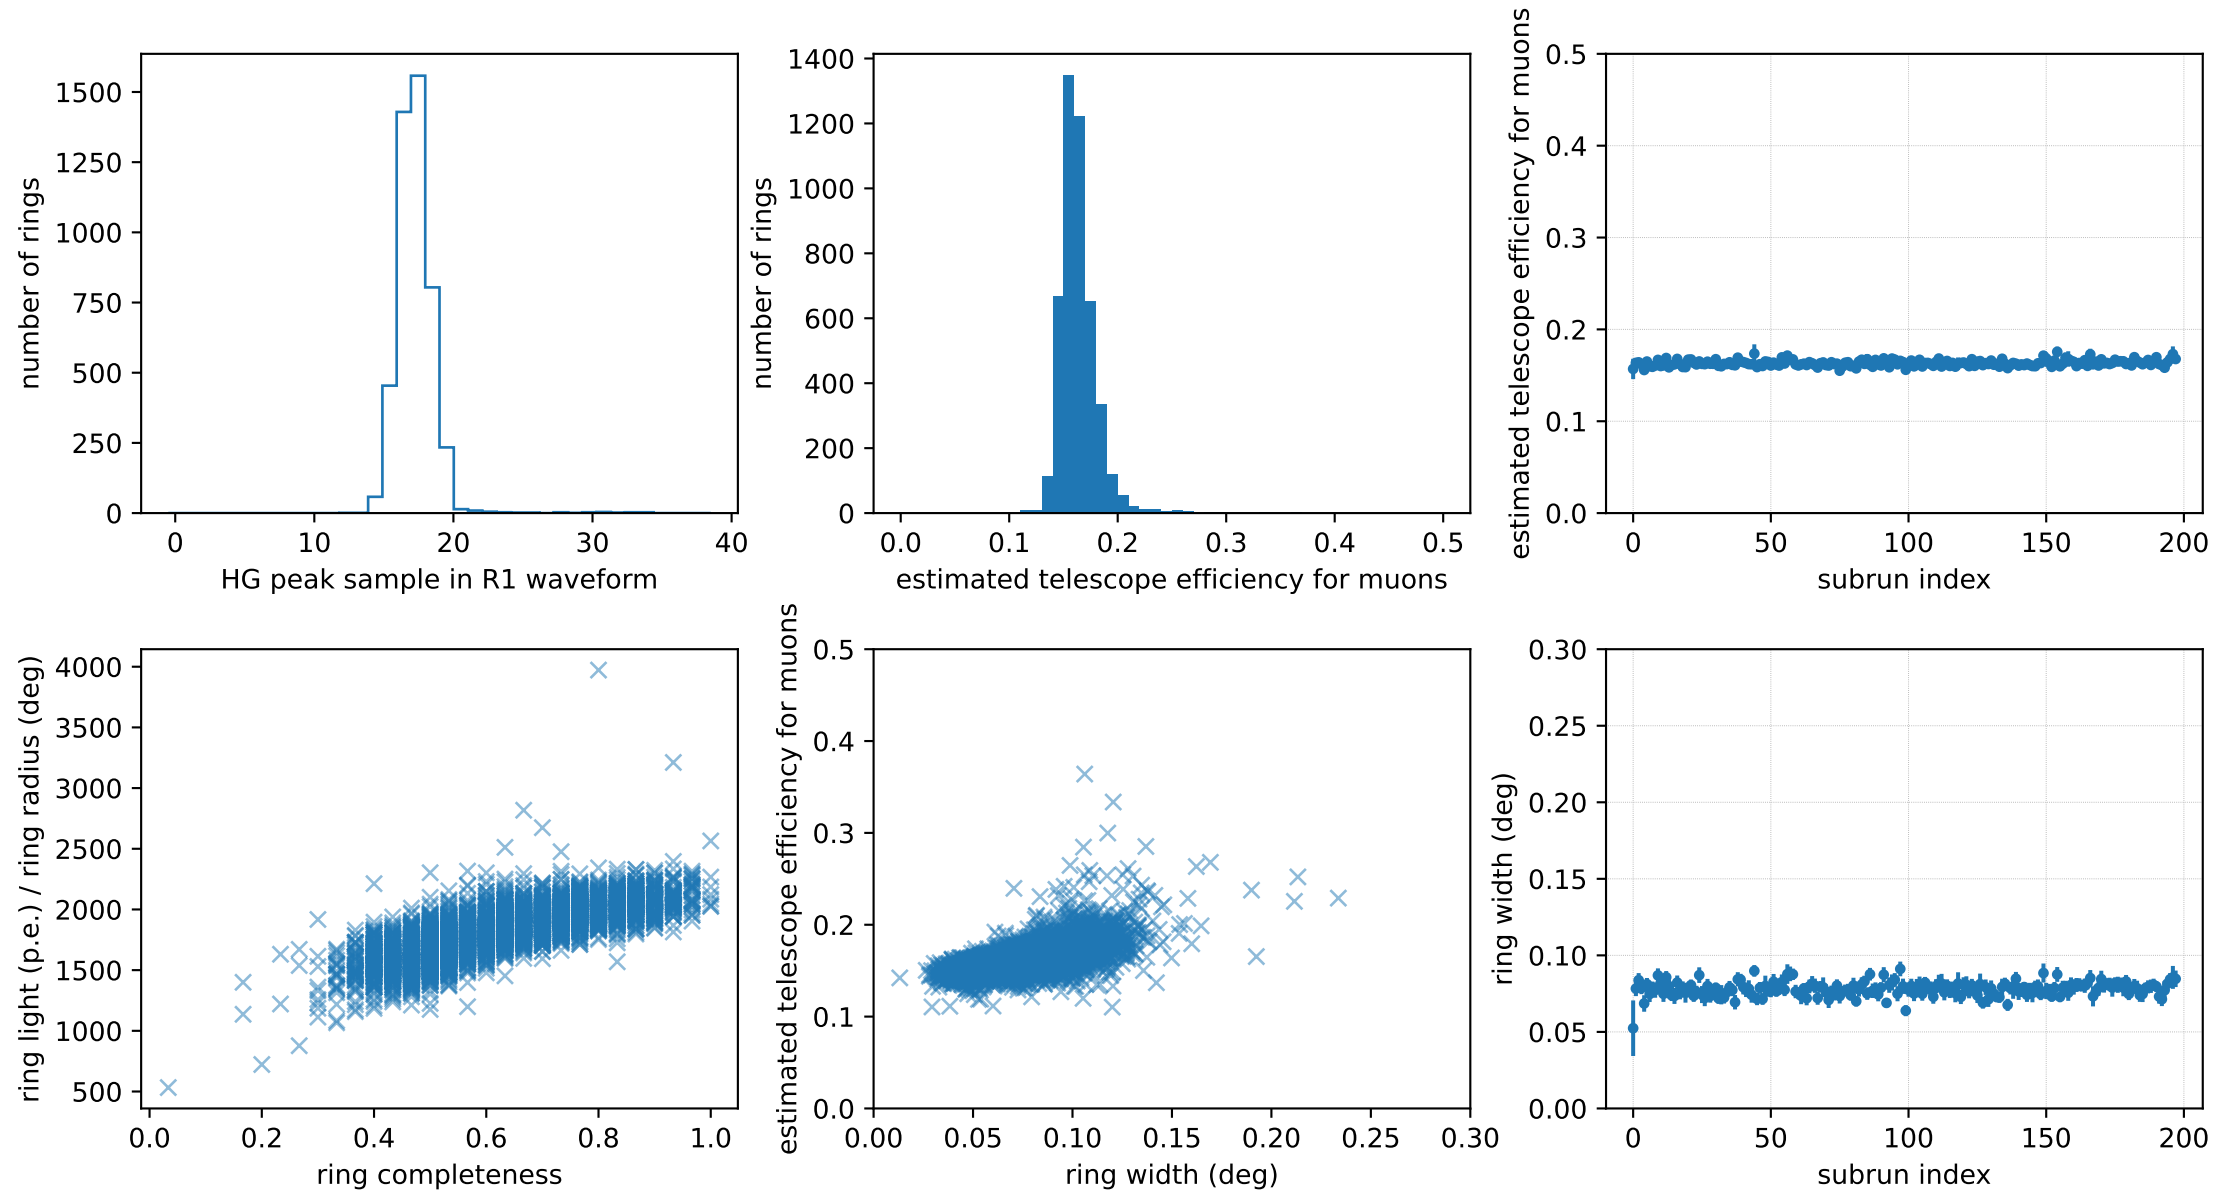 number of rings
1500
1250
1000
750
500
250
0
0 10 20 30 40
HG peak sample in R1 waveform
number of rings
1400
1200
1000
800
600
400
200
0
0.0 0.1 0.2 0.3 0.4 0.5
estimated telescope efficiency for muons
estimated telescope efficiency for muons
0.5
0.4
0.3
0.2
0.1
0.0
0 50 100 150 200
subrun index
ring light (p.e.) / ring radius (deg)
4000
3500
3000
2500
2000
1500
1000
500
0.0 0.2 0.4 0.6 0.8 1.0
ring completeness
estimated telescope efficiency for muons
0.5
0.4
0.3
0.2
0.1
0.0
0.00 0.05 0.10 0.15 0.20 0.25 0.30
ring width (deg)
ring width (deg)
0.30
0.25
0.20
0.15
0.10
0.05
0.00
0 50 100 150 200
subrun index